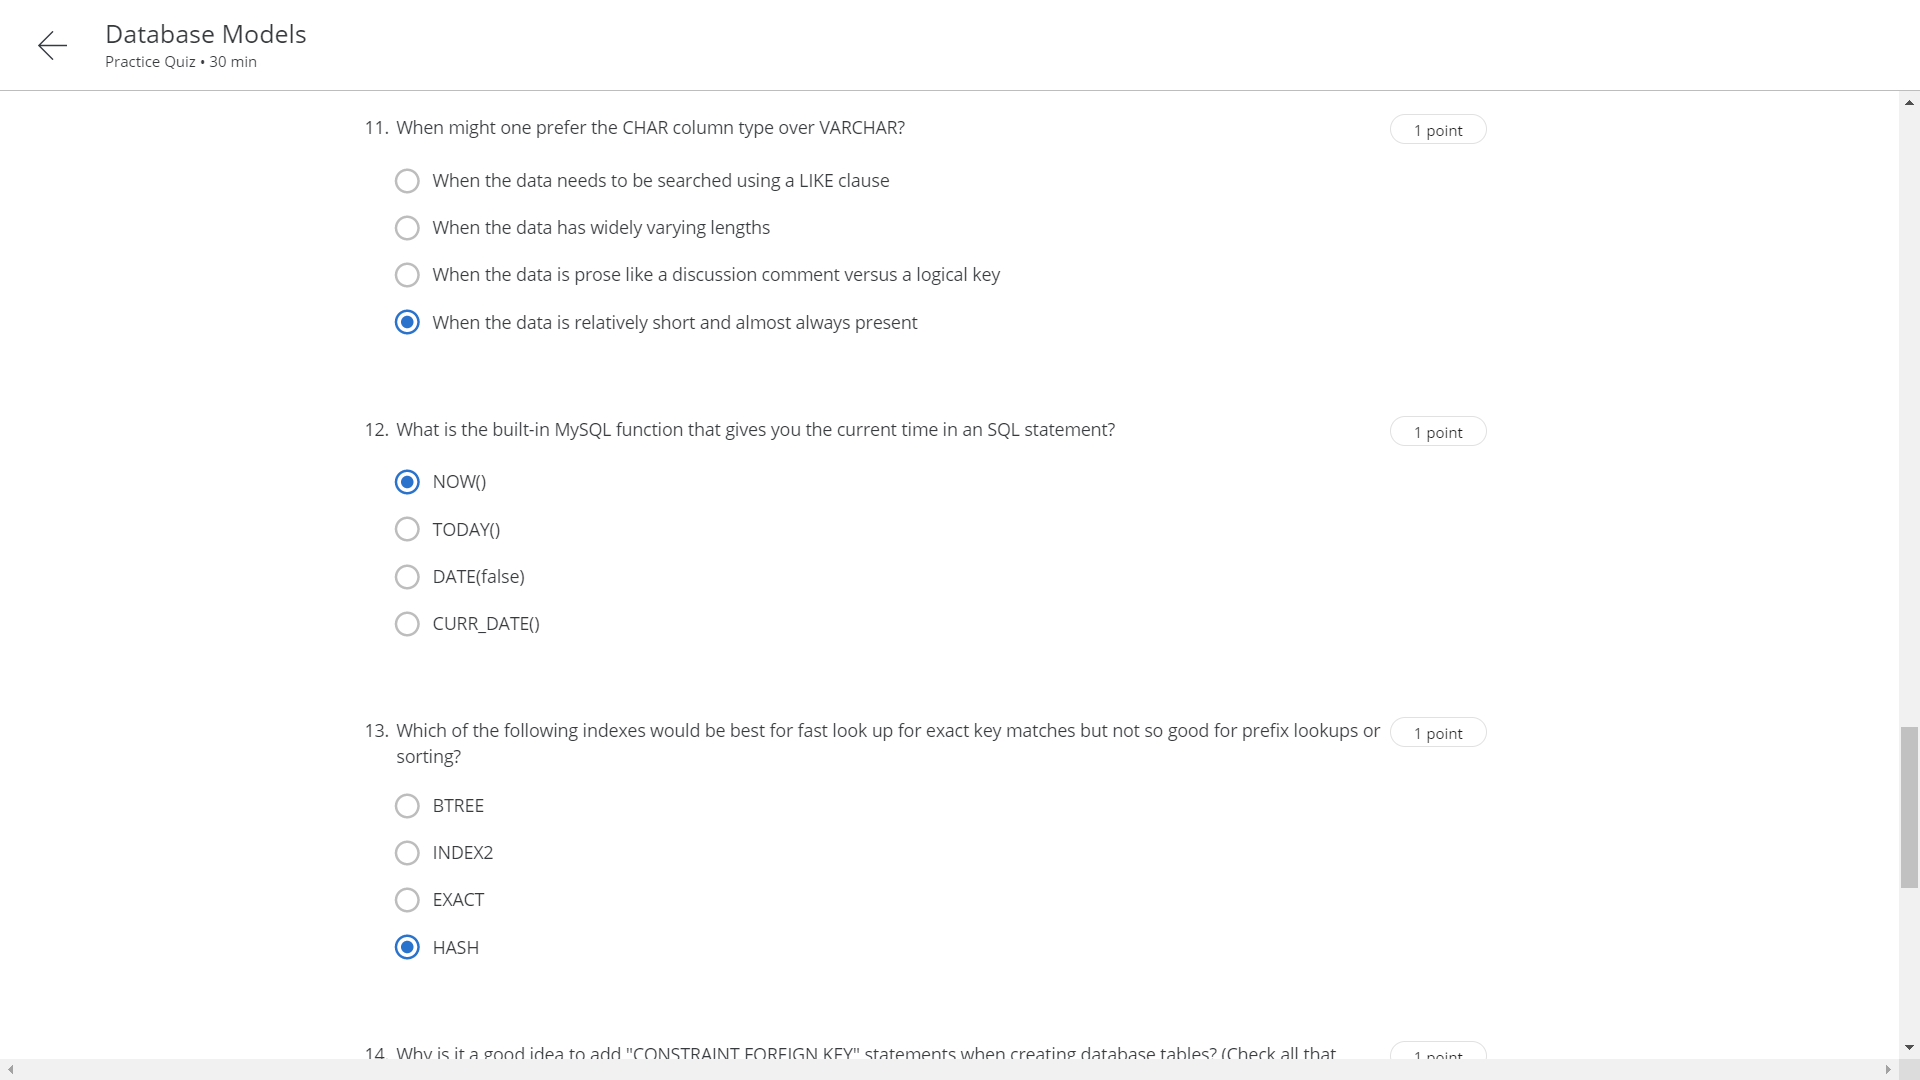 Database Models
Practice Quiz • 30 min
11. When might one prefer the CHAR column type over VARCHAR?
1 point
When the data needs to be searched using a LIKE clause
When the data has widely varying lengths
When the data is prose like a discussion comment versus a logical key
When the data is relatively short and almost always present
12. What is the built-in MySQL function that gives you the current time in an SQL statement?
1 point
NOW()
TODAY()
DATE(false)
CURR_DATE()
13. Which of the following indexes would be best for fast look up for exact key matches but not so good for prefix lookups or
sorting?
1 point
BTREE
INDEX2
EXACT
HASH
14. Why is it a good idea to add "CONSTRAINT FOREIGN KEY" statements when creating database tables? (Check all that
1 point